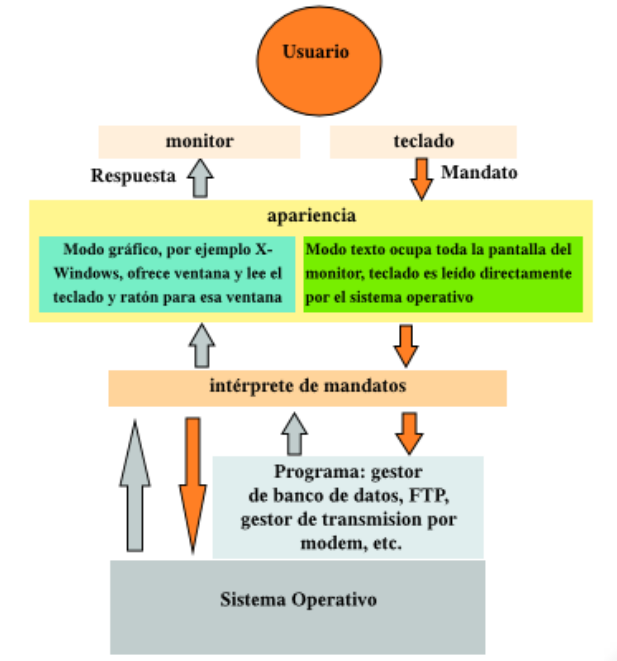 Usuario
monitor
teclado
Respuesta
Mandato
apariencia
Modo gráfico, por ejemplo X-
Windows, ofrece ventana y lee el
teclado y ratón para esa ventana
Modo texto ocupa toda la pantalla del
monitor, teclado es leído directamente
por el sistema operativo
intérprete de mandatos
Programa: gestor
de banco de datos, FTP,
gestor de transmision por
modem, etc.
Sistema Operativo